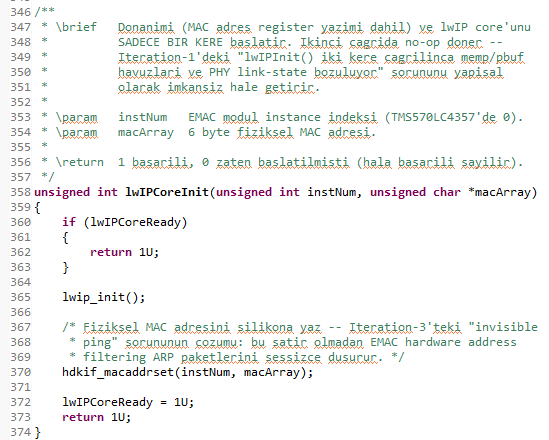 346 /**
347  * \brief   Donanimi (MAC adres register yazimi dahil) ve lwIP core'unu
348  *          SADECE BIR KERE baslatir. Ikinci cagrida no-op doner --
349  *          Iteration-1'deki "lwIPInit() iki kere cagrilinca memp/pbuf
350  *          havuzlari ve PHY link-state bozuluyor" sorununu yapisal
351  *          olarak imkansiz hale getirir.
352  *
353  * \param   instNum   EMAC modul instance indeksi (TMS570LC4357'de 0).
354  * \param   macArray  6 byte fiziksel MAC adresi.
355  *
356  * \return  1 basarili, 0 zaten baslatilmisti (hala basarili sayilir).
357  */
358 unsigned int lwIPCoreInit(unsigned int instNum, unsigned char *macArray)
359 {
360     if (lwIPCoreReady)
361     {
362         return 1U;
363     }
364
365     lwip_init();
366
367     /* Fiziksel MAC adresini silikona yaz -- Iteration-3'teki "invisible
368      * ping" sorununun cozumu: bu satir olmadan EMAC hardware address
369      * filtering ARP paketlerini sessizce dusurur. */
370     hdkif_macaddrset(instNum, macArray);
371
372     lwIPCoreReady = 1U;
373     return 1U;
374 }